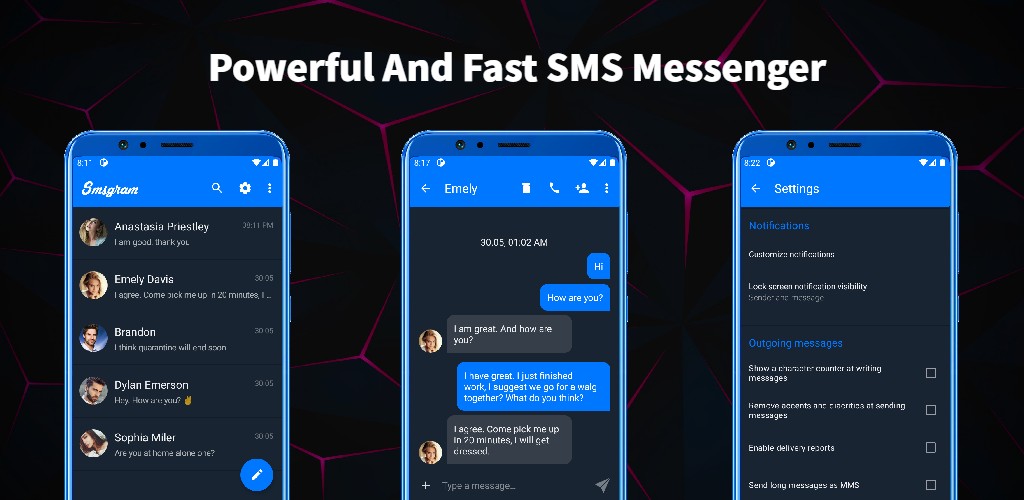 Powerful And Fast SMS Messenger
8:11
Smsgram
Anastasia Priestley
08:11 PM
I am good, thank you
Emely Davis
30.05
I agree. Come pick me up in 20 minutes, I ...
Brandon
30.05
I think quarantine will end soon
Dylan Emerson
30.05
Hey. How are you? ✌
Sophia Miler
30.05
Are you at home alone one?
8:17
Emely
30.05, 01:02 AM
Hi
How are you?
I am great. And how are
you?
I have great. I just finished
work, I suggest we go for a walg
together? What do you think?
I agree. Come pick me up
in 20 minutes, I will get
dressed.
Type a message...
8:22
Settings
Notifications
Customize notifications
Lock screen notification visibility
Sender and message
Outgoing messages
Show a character counter at writing
messages
Remove accents and diacritics at sending
messages
Enable delivery reports
Send long messages as MMS